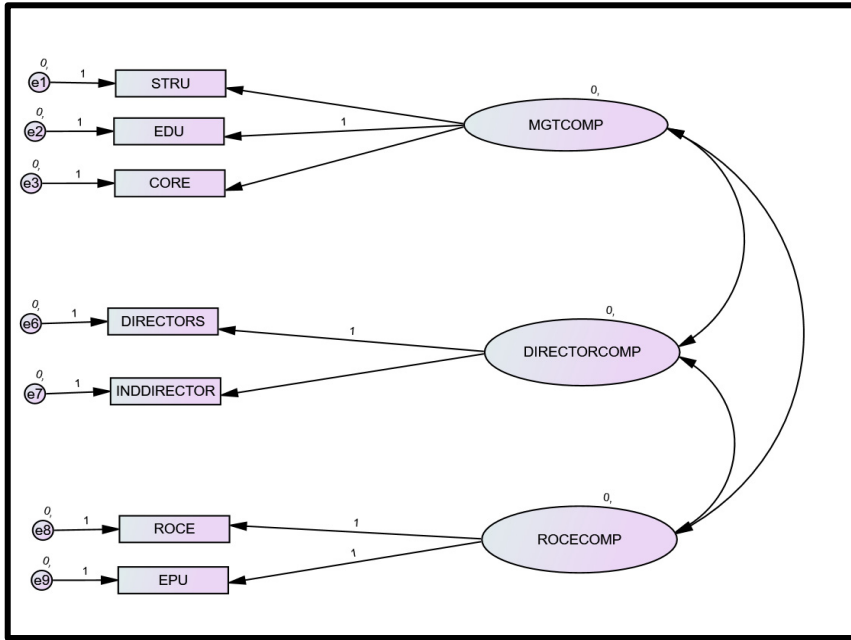 0,
e1
1
STRU
0,
MGTCOMP
0,
e2
1
EDU
1
0,
e3
1
CORE
0,
e6
1
DIRECTORS
1
0,
DIRECTORCOMP
0,
e7
1
INDDIRECTOR
0,
e8
1
ROCE
1
0,
ROCECOMP
0,
e9
1
EPU
1